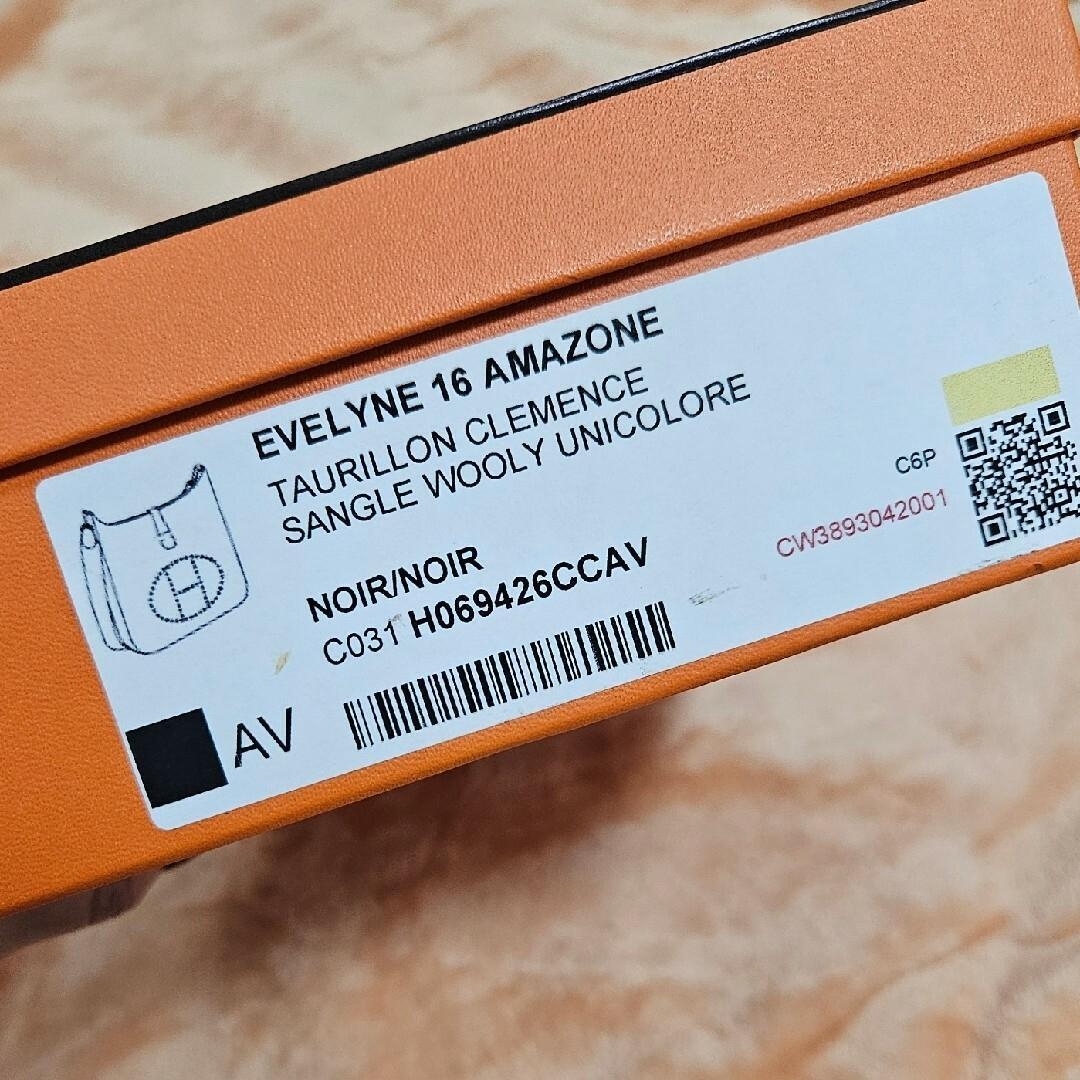 EVELYNE 16 AMAZONE
TAURILLON CLEMENCE
SANGLE WOOLY UNICOLORE
C6P
CW3893042001
NOIR/NOIR
C031 H069426CCAV
AV
H